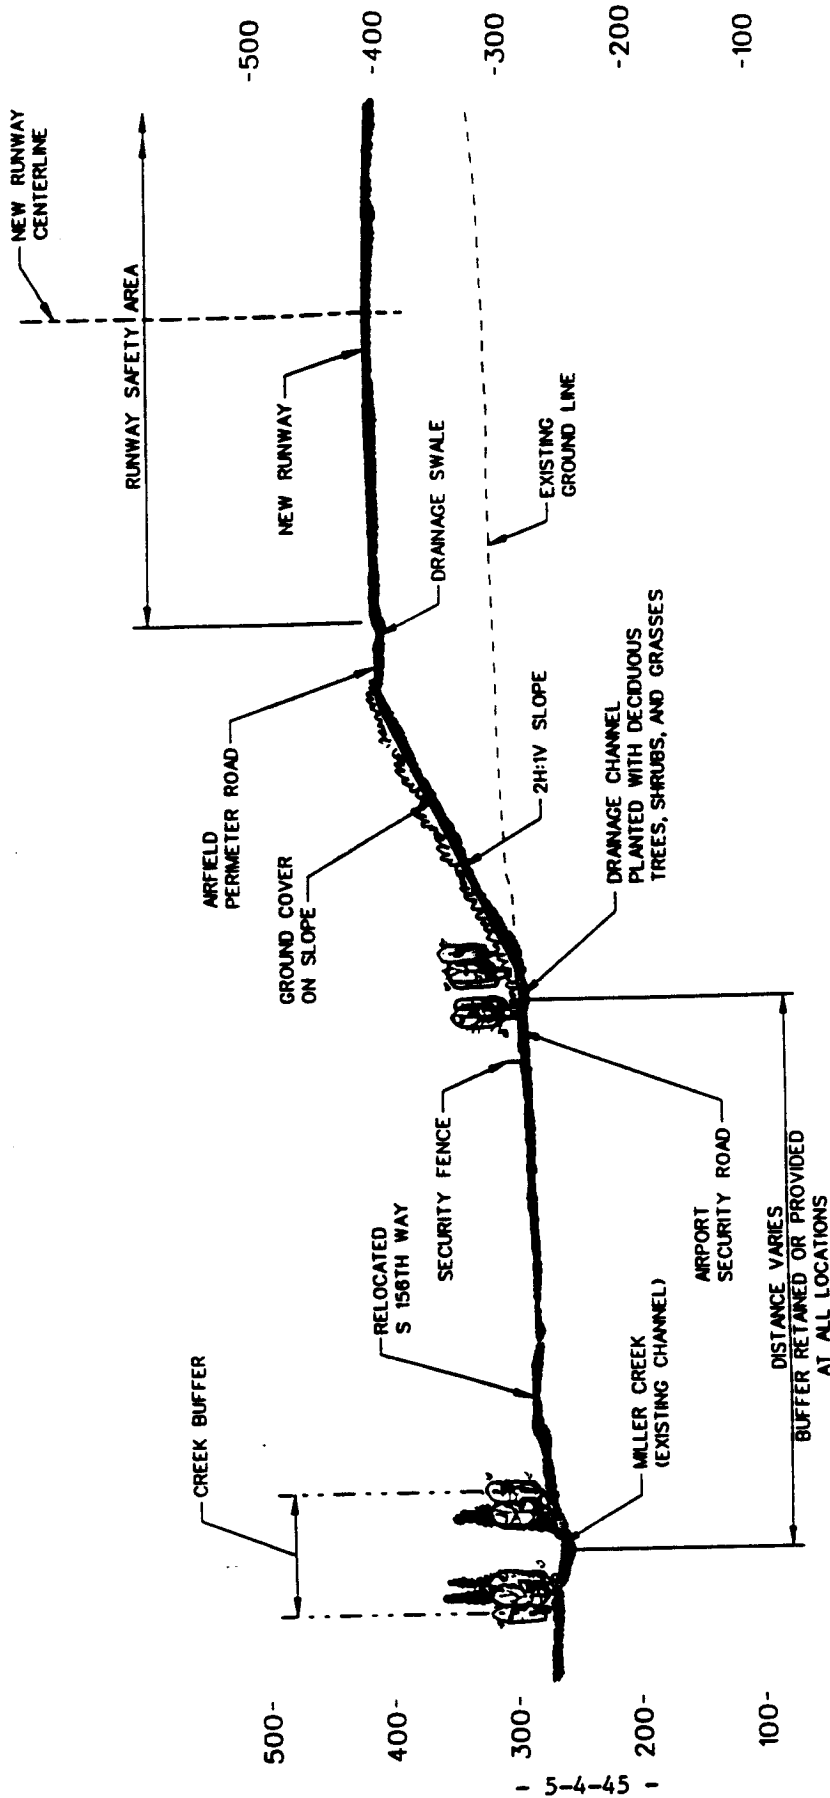 NEW RUNWAY
CENTERLINE
RUNWAY SAFETY AREA
NEW RUNWAY
DRAINAGE SWALE
EXISTING
GROUND LINE
AIRFIELD
PERIMETER ROAD
GROUND COVER
ON SLOPE
2H:1V SLOPE
DRAINAGE CHANNEL
PLANTED WITH DECIDUOUS
TREES, SHRUBS, AND GRASSES
SECURITY FENCE
AIRPORT
SECURITY ROAD
RELOCATED
S 156TH WAY
CREEK BUFFER
MILLER CREEK
(EXISTING CHANNEL)
DISTANCE VARIES
BUFFER RETAINED OR PROVIDED
AT ALL LOCATIONS
500-
400-
300-
200-
100-
-500
-400
-300
-200
-100
- 5-4-45 -